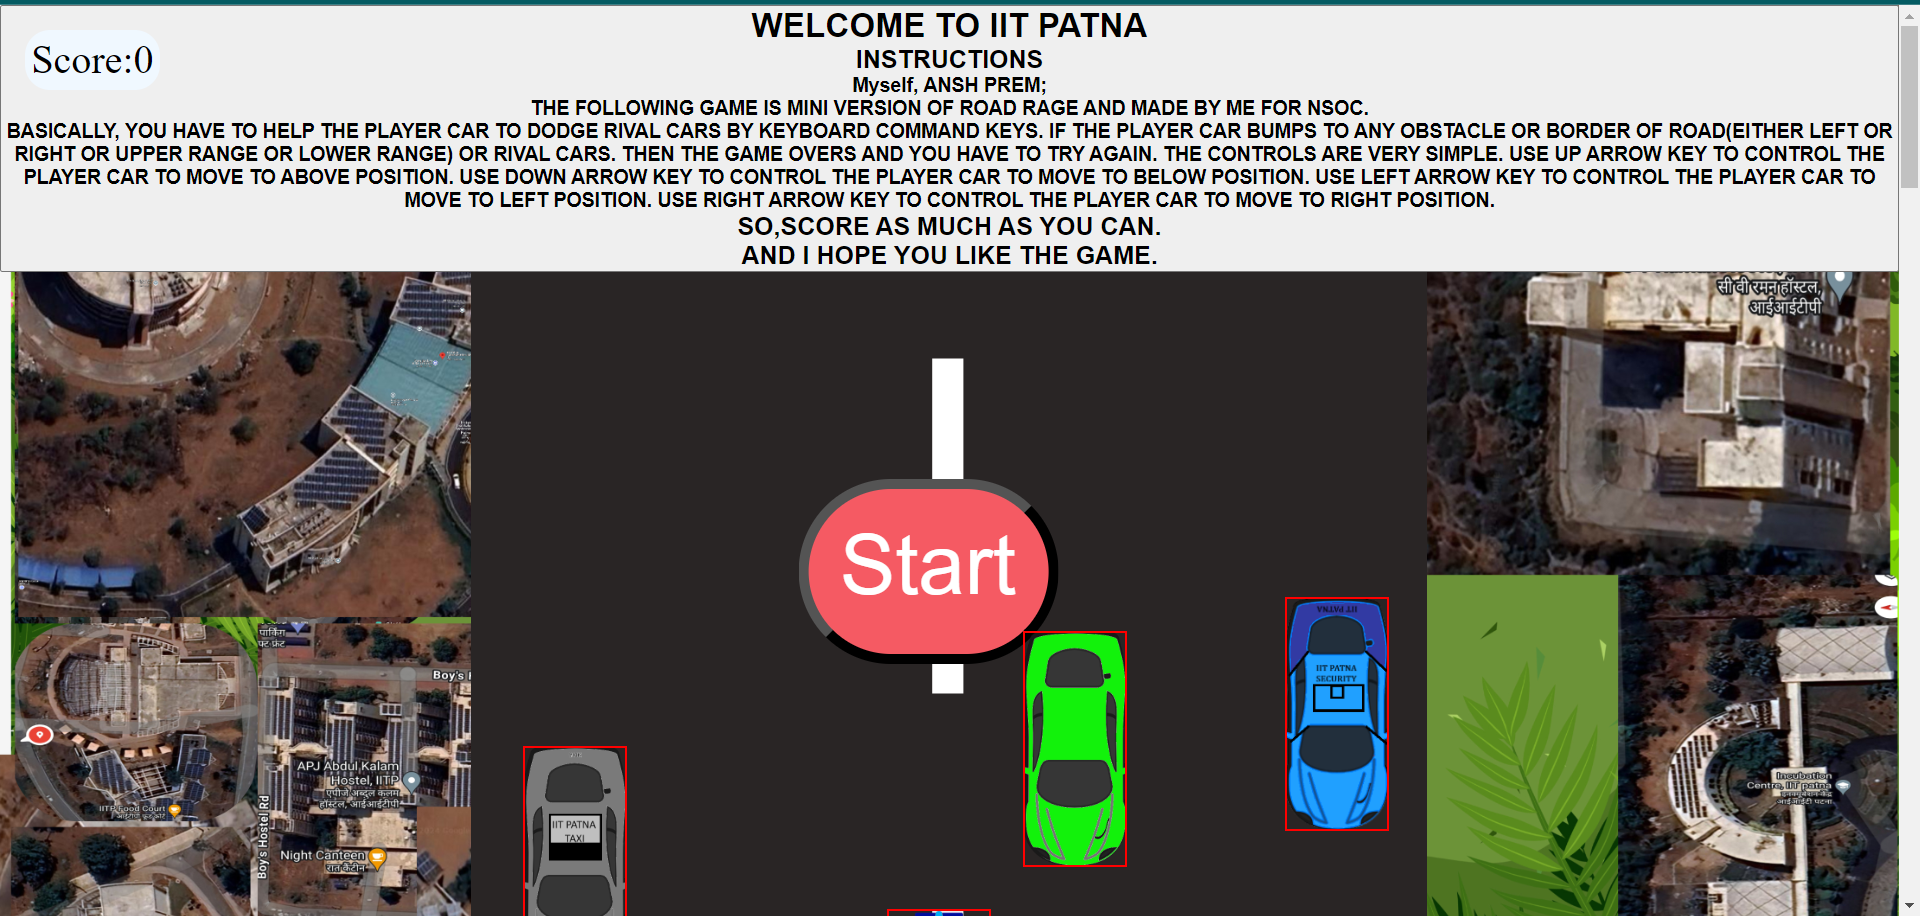 WELCOME TO IIT PATNA
Score:0
INSTRUCTIONS
Myself, ANSH PREM;
THE FOLLOWING GAME IS MINI VERSION OF ROAD RAGE AND MADE BY ME FOR NSOC.
BASICALLY, YOU HAVE TO HELP THE PLAYER CAR TO DODGE RIVAL CARS BY KEYBOARD COMMAND KEYS. IF THE PLAYER CAR BUMPS TO ANY OBSTACLE OR BORDER OF ROAD(EITHER LEFT OR
RIGHT OR UPPER RANGE OR LOWER RANGE) OR RIVAL CARS. THEN THE GAME OVERS AND YOU HAVE TO TRY AGAIN. THE CONTROLS ARE VERY SIMPLE. USE UP ARROW KEY TO CONTROL THE
PLAYER CAR TO MOVE TO ABOVE POSITION. USE DOWN ARROW KEY TO CONTROL THE PLAYER CAR TO MOVE TO BELOW POSITION. USE LEFT ARROW KEY TO CONTROL THE PLAYER CAR TO
MOVE TO LEFT POSITION. USE RIGHT ARROW KEY TO CONTROL THE PLAYER CAR TO MOVE TO RIGHT POSITION.
SO,SCORE AS MUCH AS YOU CAN.
AND I HOPE YOU LIKE THE GAME.
सी वी रमन हॉस्टल,
आईआईटीपी
Start
IIT PATNA
IIT PATNA
SECURITY
पार्किंग
Boy's
APJ Abdul Kalam
Hostel, IITP
एपीजे अब्दुल कलाम
हॉस्टल, आईआईटीपी
IITP Food Court
Boy's Hostel Rd
Night Canteen
रात कैंटीन
IIT PATNA
TAXI
Incubation
Centre, IIT patna
आईआईटी पटना